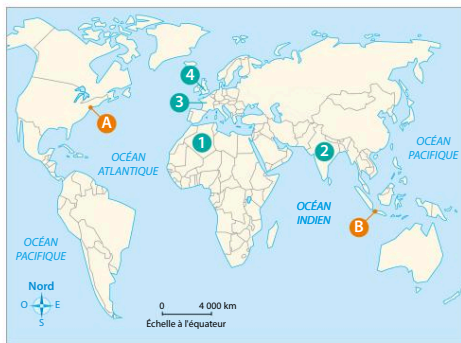 4
3
A
1
2
OCÉAN
ATLANTIQUE
OCÉAN
PACIFIQUE
OCÉAN
INDIEN
B
OCÉAN
PACIFIQUE
Nord
O
E
S
0
4 000 km
Échelle à l'équateur